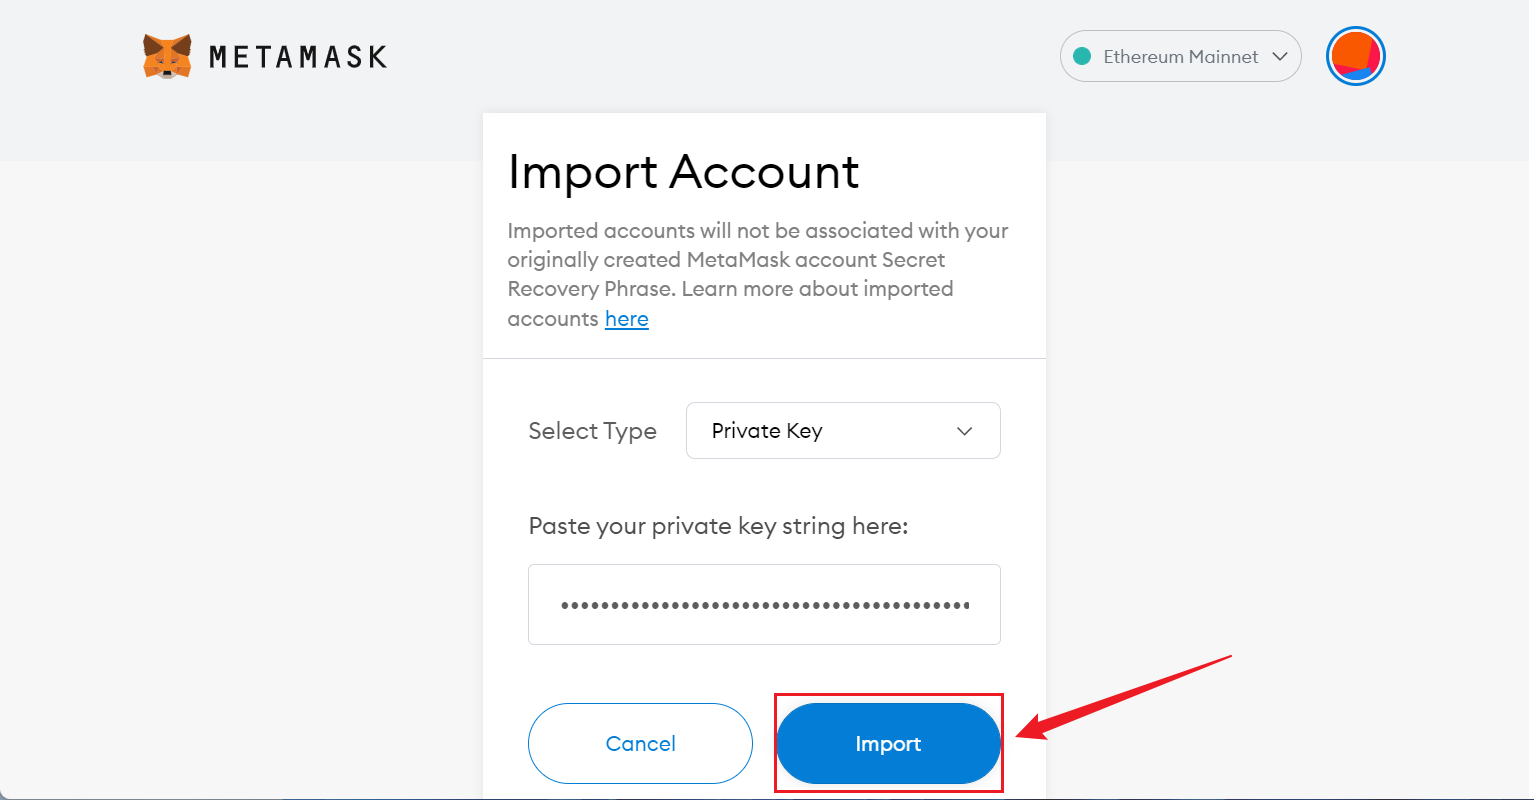 METAMASK
Ethereum Mainnet
Import Account
Imported accounts will not be associated with your
originally created MetaMask account Secret
Recovery Phrase. Learn more about imported
accounts here
Select Type
Private Key
Paste your private key string here:
•••••••••••••••••••••••••••••••••••••••••
Cancel
Import